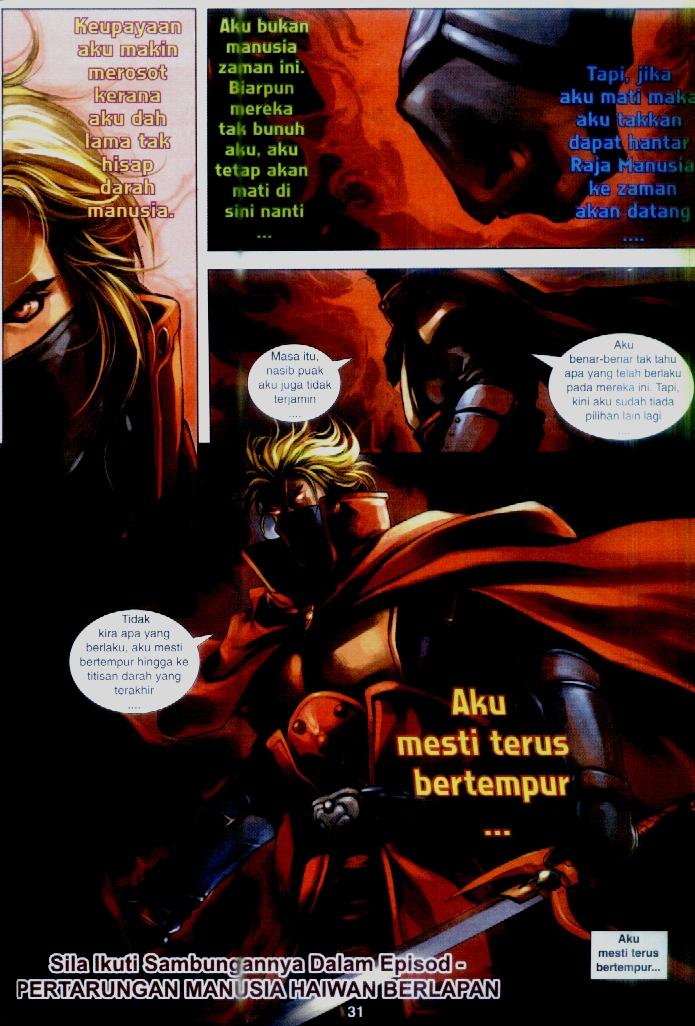 Keupayaan
aku makin
merosot
kerana
aku dah
lama tak
hisap
darah
manusia.
Aku bukan
manusia
zaman ini.
Biarpun
mereka
tak bunuh
aku, aku
tetap akan
mati di
sini nanti
...
Tapi, jika
aku mati maka
aku takkan
dapat hantar
Raja Manusia
ke zaman
akan datang
....
Masa itu,
nasib puak
aku juga tidak
terjamin
....
Aku
benar-benar tak tahu
apa yang telah berlaku
pada mereka ini. Tapi,
kini aku sudah tiada
pilihan lain lagi
....
Tidak
kira apa yang
berlaku, aku mesti
bertempur hingga ke
titisan darah yang
terakhir
....
Aku
mesti terus
bertempur
...
Aku
mesti terus
bertempur...
Sila Ikuti Sambungannya Dalam Episod -
PERTARUNGAN MANUSIA HAIWAN BERLAPAN
31